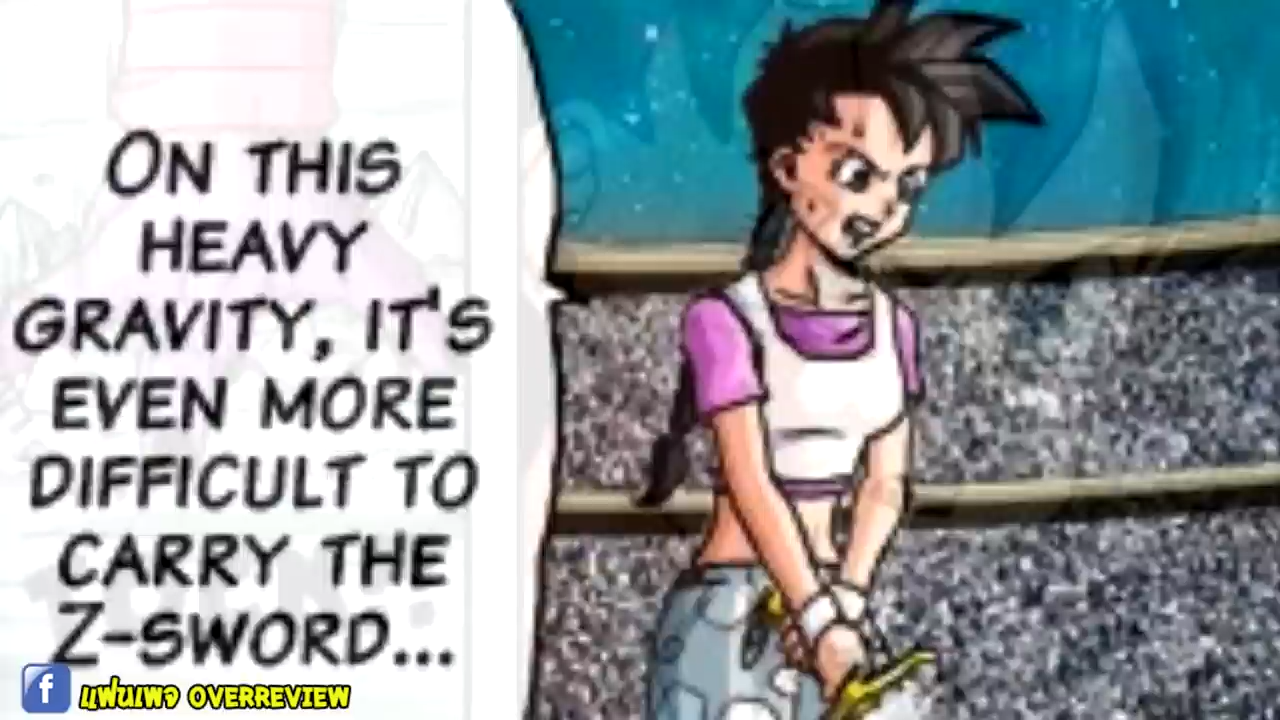 ON THIS
HEAVY
GRAVITY, IT'S
EVEN MORE
DIFFICULT TO
CARRY THE
Z-SWORD...
f แฟนเพจ OVERREVIEW